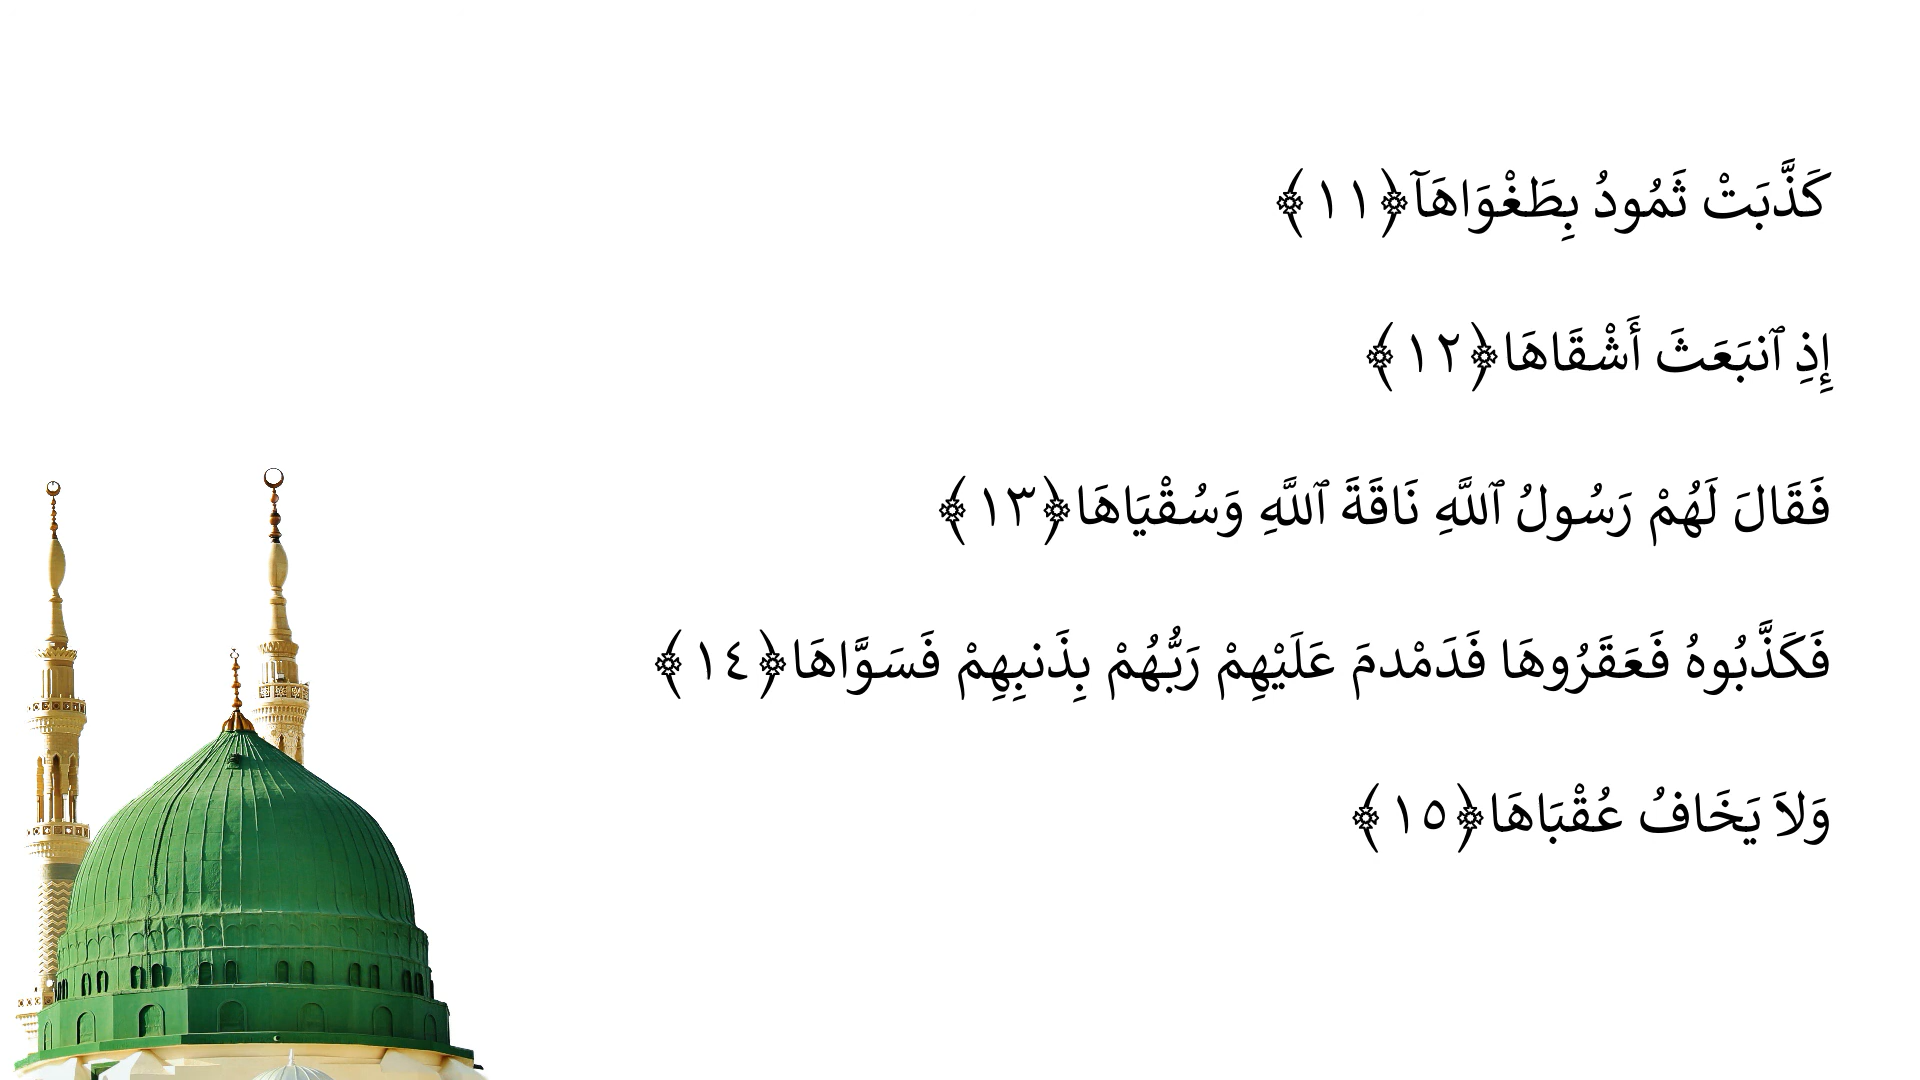 كَذَّبَتْ ثَمُودُ بِطَغْوَاهَآ ﴿١١﴾
إِذِ ٱنبَعَثَ أَشْقَاهَا ﴿١٢﴾
فَقَالَ لَهُمْ رَسُولُ ٱللَّهِ نَاقَةَ ٱللَّهِ وَسُقْيَاهَا ﴿١٣﴾
فَكَذَّبُوهُ فَعَقَرُوهَا فَدَمْدمَ عَلَيْهِمْ رَبُّهُمْ بِذَنبِهِمْ فَسَوَّاهَا ﴿١٤﴾
وَلاَ يَخَافُ عُقْبَاهَا ﴿١٥﴾